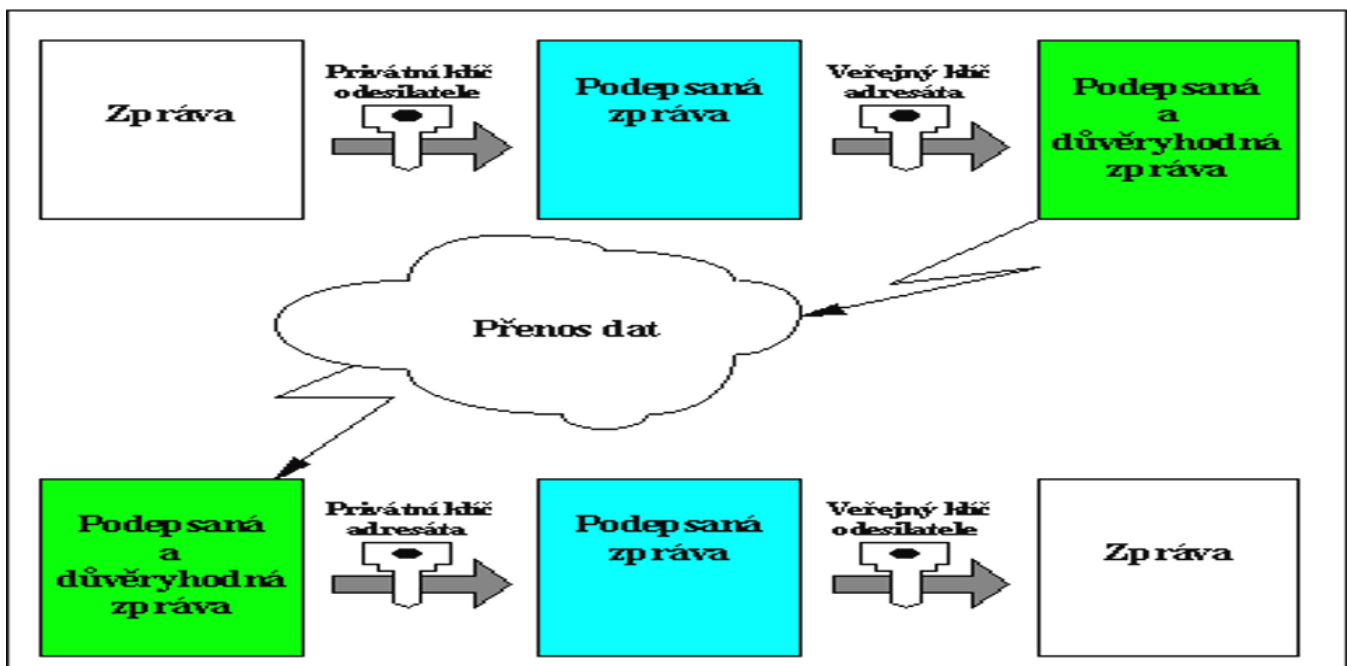 Zpráva
Privátní klíč
odesilatele
Podepsaná
zpráva
Veřejný klíč
adresáta
Podepsaná
a
důvěryhodná
zpráva
Přenos dat
Podepsaná
a
důvěryhodná
zpráva
Privátní klíč
adresáta
Podepsaná
zpráva
Veřejný klíč
odesilatele
Zpráva